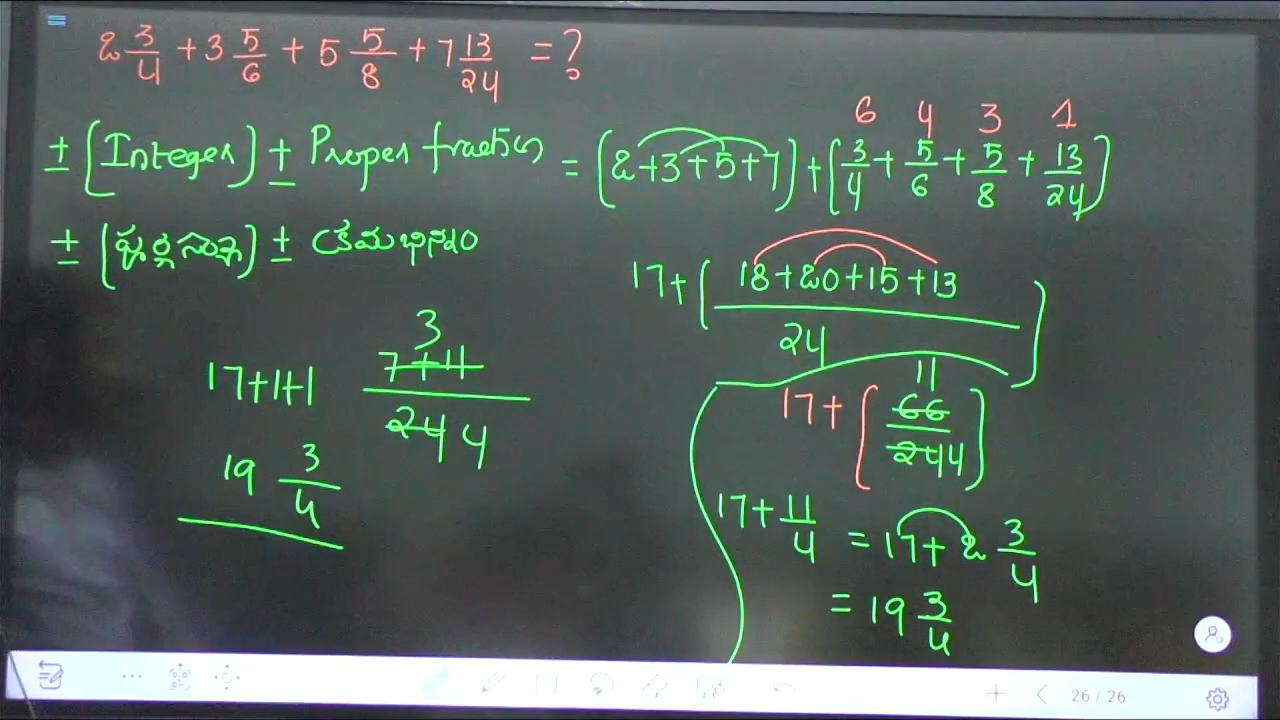 2 3/4 + 3 5/6 + 5 5/8 + 7 13/24 = ?
± [Integer] ± Proper fraction
± [పూర్ణసంఖ్య] ± క్రమభిన్నం
6 4 3 1
= (2+3+5+7) + (3/4 + 5/6 + 5/8 + 13/24)
17 + [(18+20+15+13)/24]
17 + [66/24] 11 4
17 + 11/4 = 17 + 2 3/4
= 19 3/4
17+1+1 3
7+11/24 4
19 3/4
26 / 26